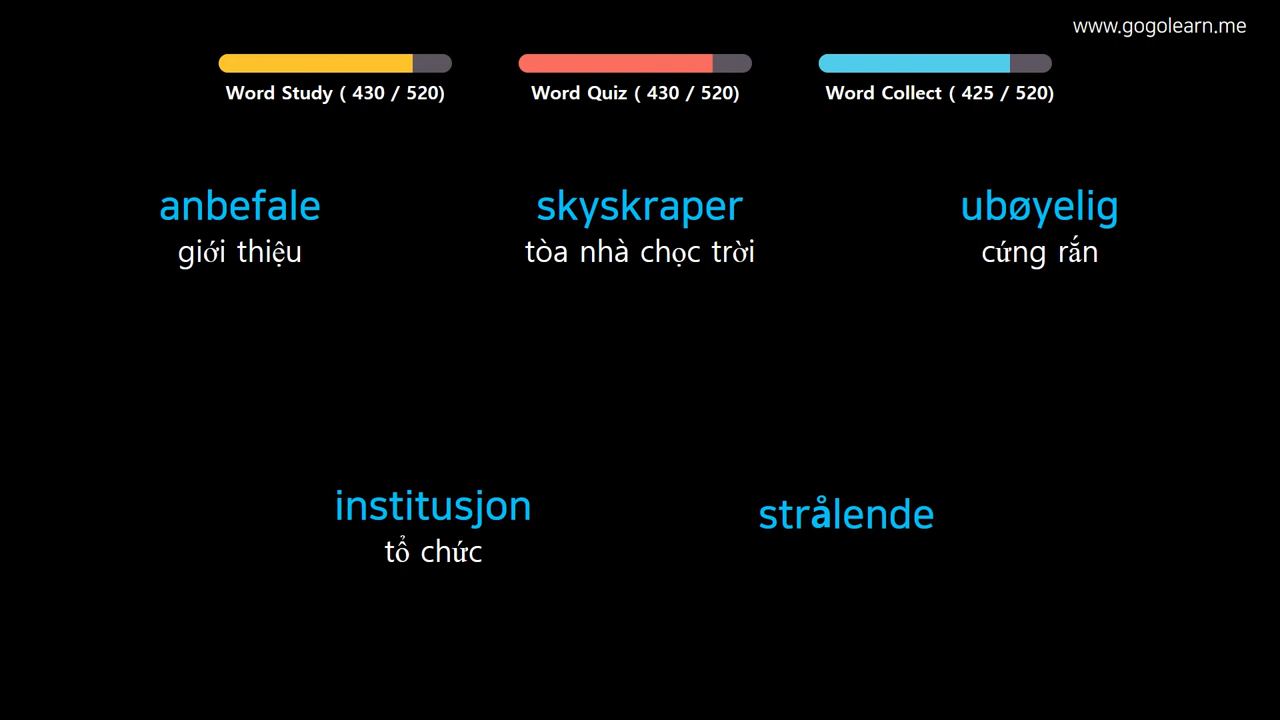 www.gogolearn.me
Word Study ( 430 / 520)
Word Quiz ( 430 / 520)
Word Collect ( 425 / 520)
anbefale
giới thiệu
skyskraper
tòa nhà chọc trời
ubøyelig
cứng rắn
institusjon
tổ chức
strålende